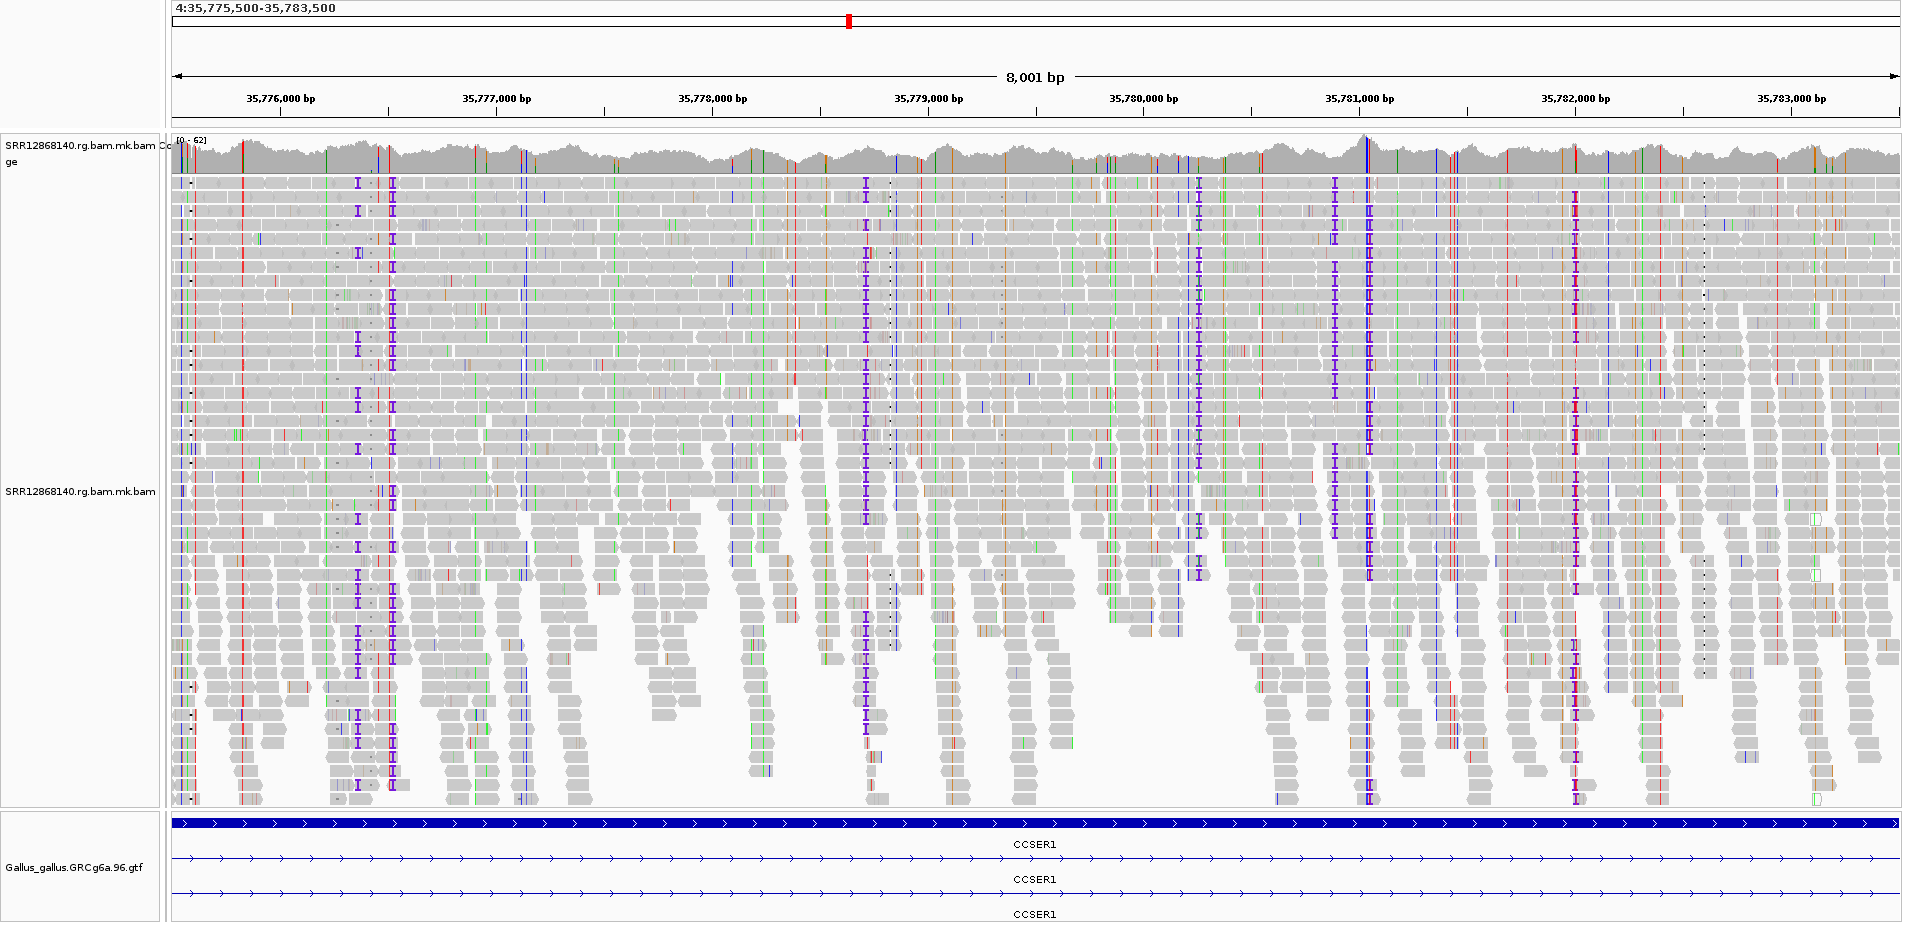 4:35,775,500-35,783,500
8,001 bp
35,776,000 bp
35,777,000 bp
35,778,000 bp
35,779,000 bp
35,780,000 bp
35,781,000 bp
35,782,000 bp
35,783,000 bp
SRR12868140.rg.bam.mk.bam Co
ge
[0 - 62]
SRR12868140.rg.bam.mk.bam
Gallus_gallus.GRCg6a.96.gtf
CCSER1
CCSER1
CCSER1